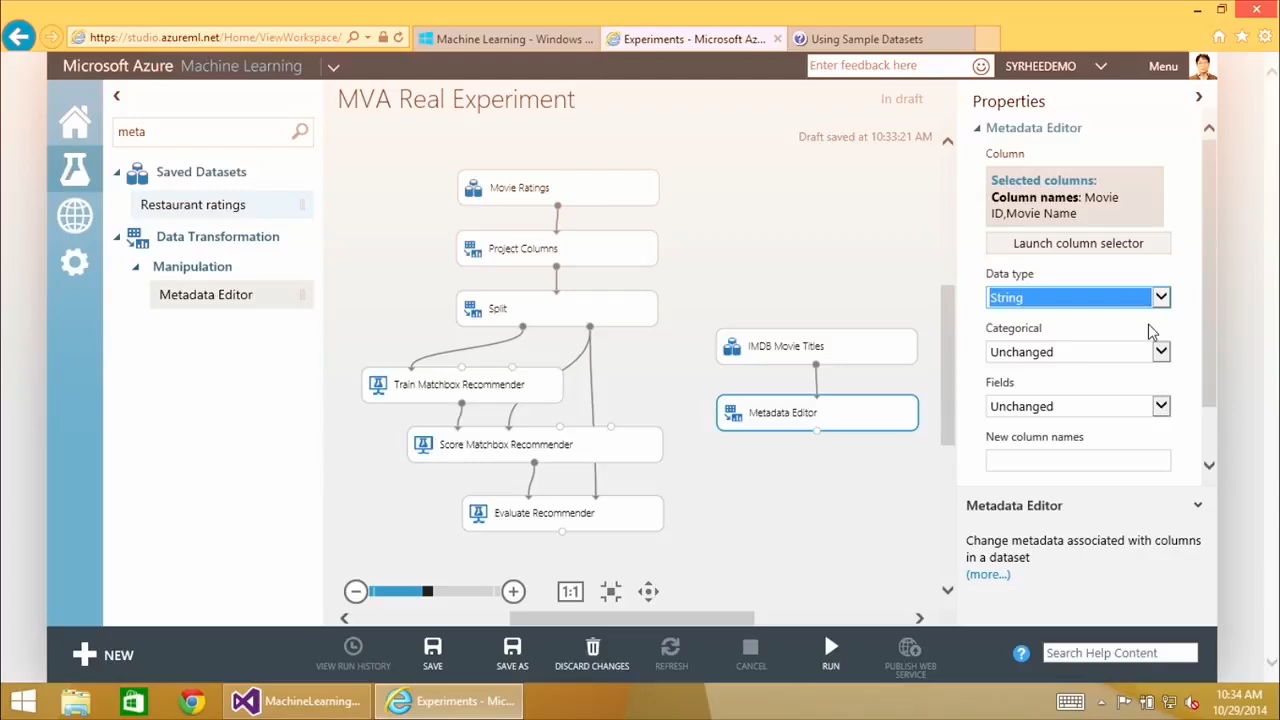 https://studio.azureml.net/Home/ViewWorkspace/
Machine Learning - Windows ...
Experiments - Microsoft Az...
Using Sample Datasets
Microsoft Azure Machine Learning
Enter feedback here
SYRHEEDEMO
Menu
meta
Saved Datasets
Restaurant ratings
Data Transformation
Manipulation
Metadata Editor
MVA Real Experiment
In draft
Draft saved at 10:33:21 AM
Movie Ratings
Project Columns
Split
Train Matchbox Recommender
Score Matchbox Recommender
Evaluate Recommender
IMDB Movie Titles
Metadata Editor
1:1
Properties
Metadata Editor
Column
Selected columns:
Column names: Movie
ID,Movie Name
Launch column selector
Data type
String
Categorical
Unchanged
Fields
Unchanged
New column names
Metadata Editor
Change metadata associated with columns
in a dataset
(more...)
NEW
VIEW RUN HISTORY
SAVE
SAVE AS
DISCARD CHANGES
REFRESH
CANCEL
RUN
PUBLISH WEB
SERVICE
Search Help Content
MachineLearning...
Experiments - Mic...
10:34 AM
10/29/2014